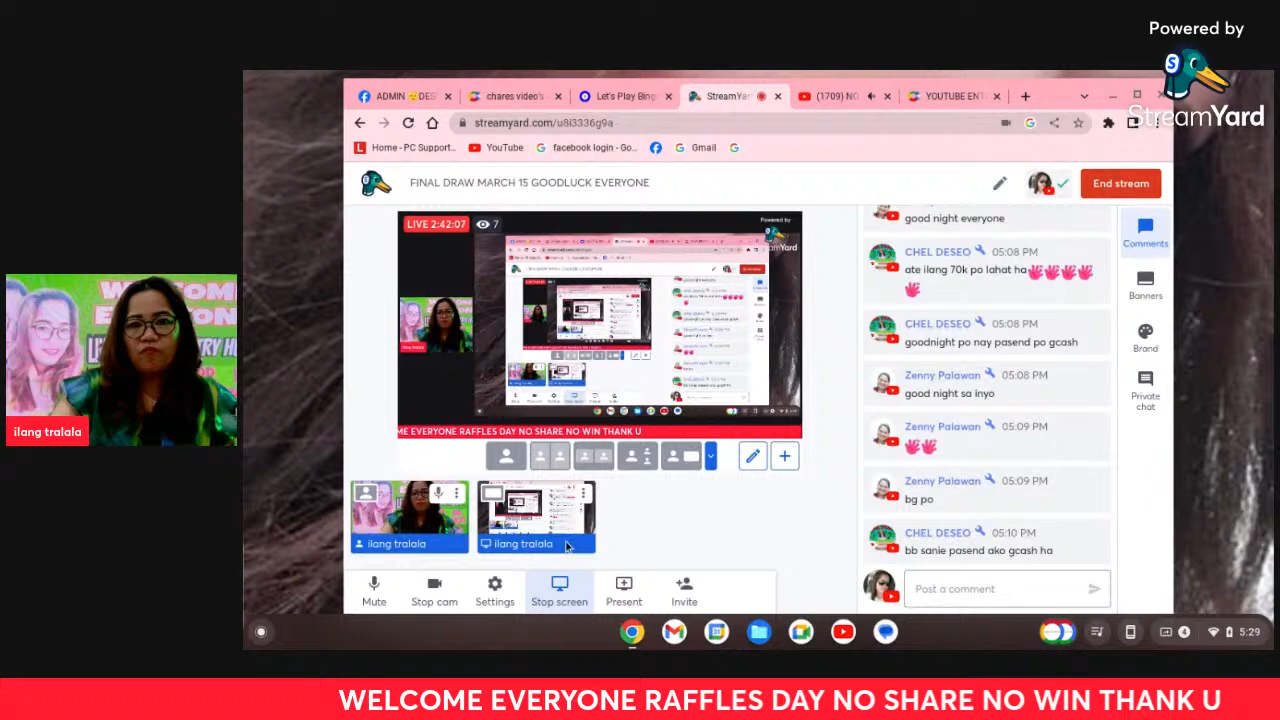 Powered by
StreamYard
ADMIN 🙂DES
chares video's
Let's Play Bing
StreamYar
(1709) NO
YOUTUBE ENT
streamyard.com/u8i3336g9a
Home - PC Support...
YouTube
facebook login - Go...
Gmail
FINAL DRAW MARCH 15 GOODLUCK EVERYONE
End stream
LIVE 2:42:07
7
Powered by
ilang tralala
ME EVERYONE RAFFLES DAY NO SHARE NO WIN THANK U
ilang tralala
ilang tralala
Mute
Stop cam
Settings
Stop screen
Present
Invite
good night everyone
CHEL DESEO 05:08 PM
ate ilang 70k po lahat ha
CHEL DESEO 05:08 PM
goodnight po nay pasend po gcash
Zenny Palawan 05:08 PM
good night sa inyo
Zenny Palawan 05:09 PM
Zenny Palawan 05:09 PM
bg po
CHEL DESEO 05:10 PM
bb sanie pasend ako gcash ha
Post a comment
Comments
Banners
Brand
Private
chat
4
5:29
WELCOME EVERYONE RAFFLES DAY NO SHARE NO WIN THANK U